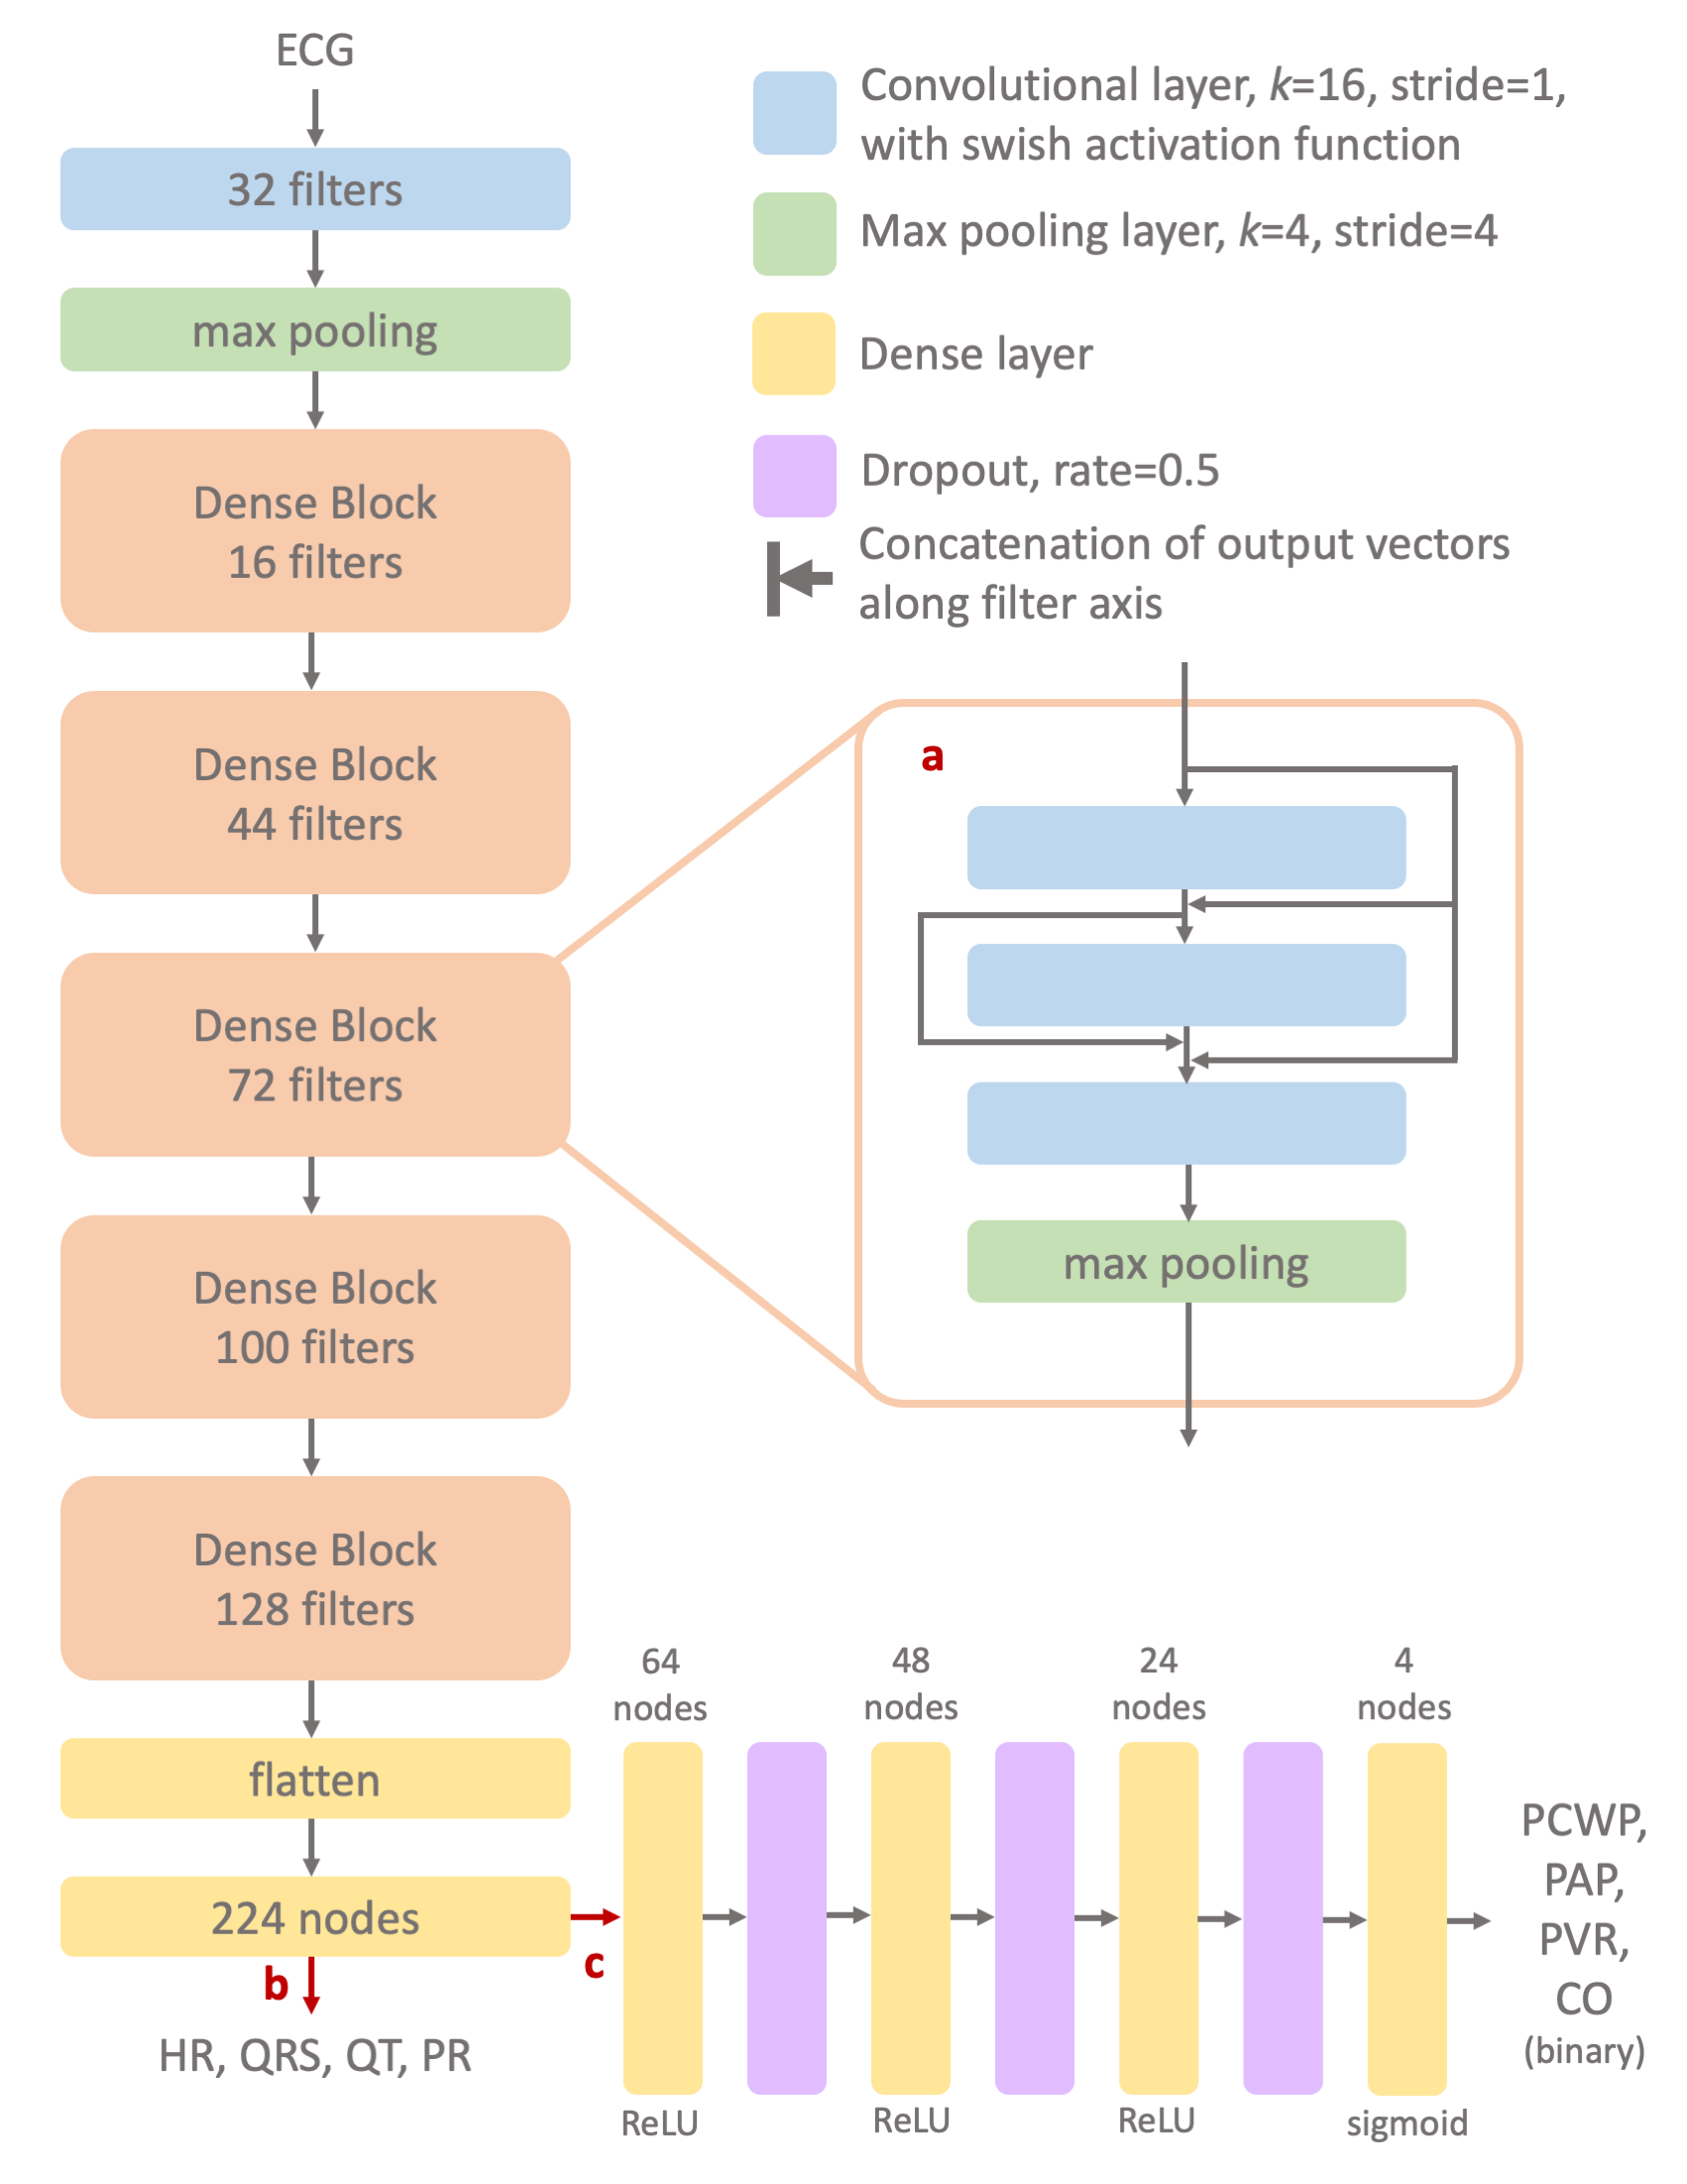 ECG
32 filters
max pooling
Dense Block
16 filters
Dense Block
44 filters
Dense Block
72 filters
Dense Block
100 filters
Dense Block
128 filters
flatten
224 nodes
b
c
HR, QRS, QT, PR
Convolutional layer, k=16, stride=1,
with swish activation function
Max pooling layer, k=4, stride=4
Dense layer
Dropout, rate=0.5
Concatenation of output vectors
along filter axis
a
max pooling
64
nodes
48
nodes
24
nodes
4
nodes
ReLU
ReLU
ReLU
sigmoid
PCWP,
PAP,
PVR,
CO
(binary)